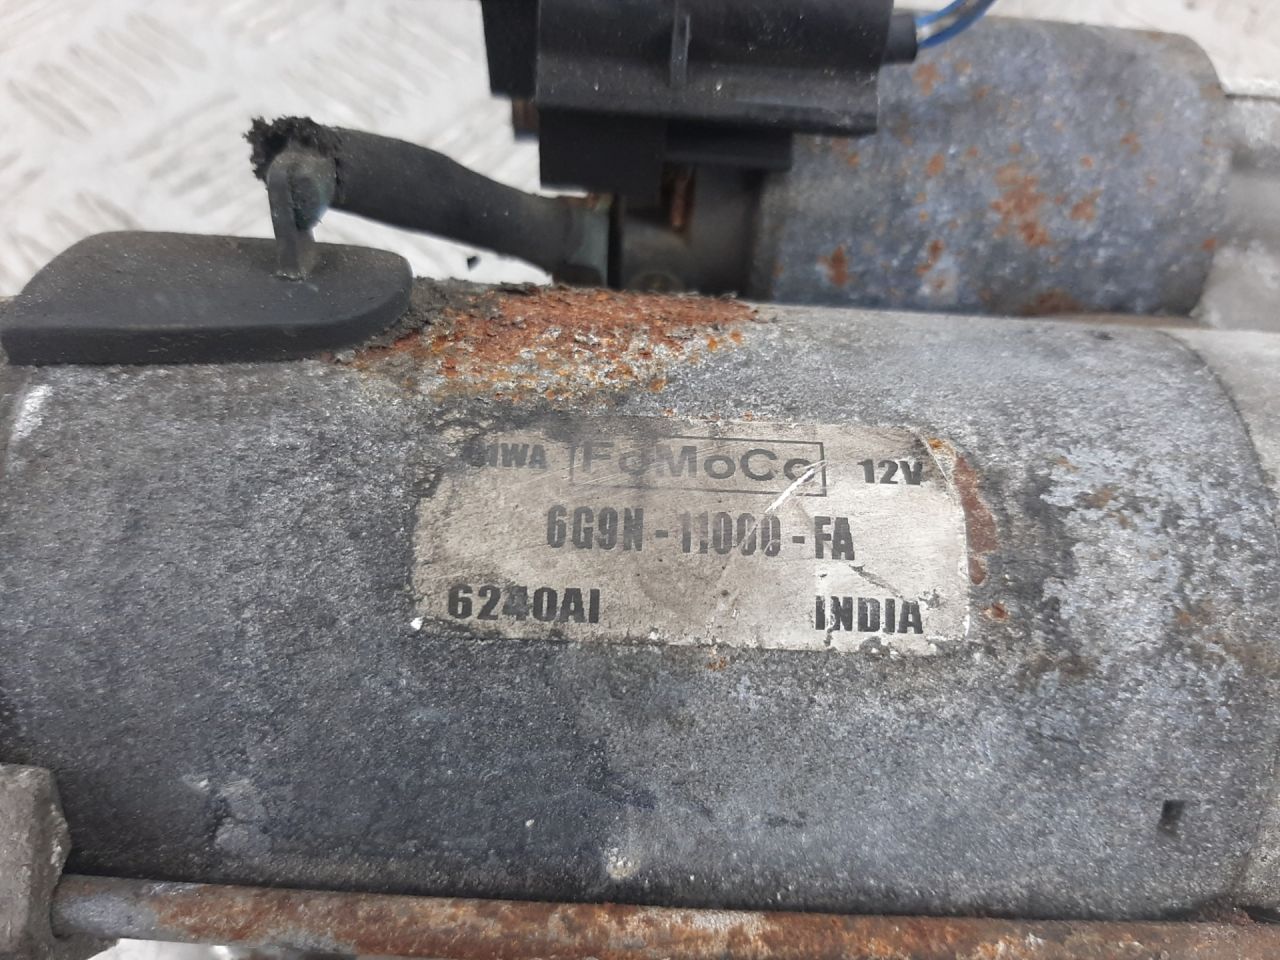 FoMoCo 12V
6G9N-11000-FA
6240AI INDIA